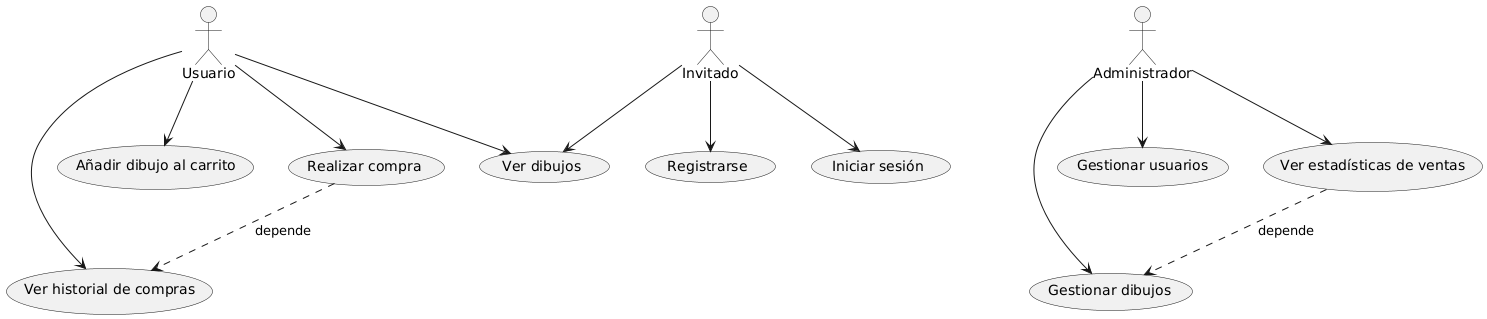 Usuario
Invitado
Administrador
Añadir dibujo al carrito
Realizar compra
Ver dibujos
Registrarse
Iniciar sesión
Gestionar usuarios
Ver estadísticas de ventas
depende
depende
Ver historial de compras
Gestionar dibujos